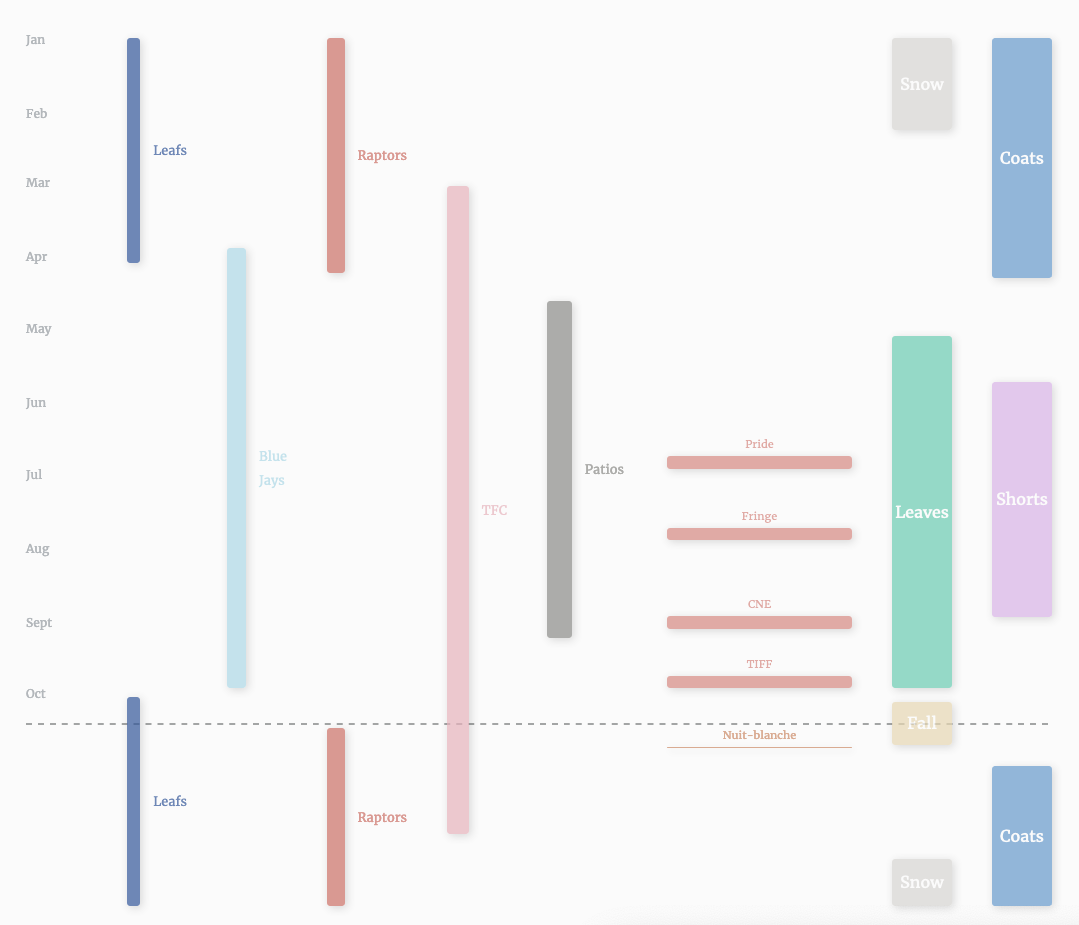 Jan
Feb
Mar
Apr
May
Jun
Jul
Aug
Sept
Oct
Leafs
Leafs
Blue
Jays
Raptors
Raptors
TFC
Patios
Pride
Fringe
CNE
TIFF
Nuit-blanche
Snow
Leaves
Fall
Snow
Coats
Shorts
Coats